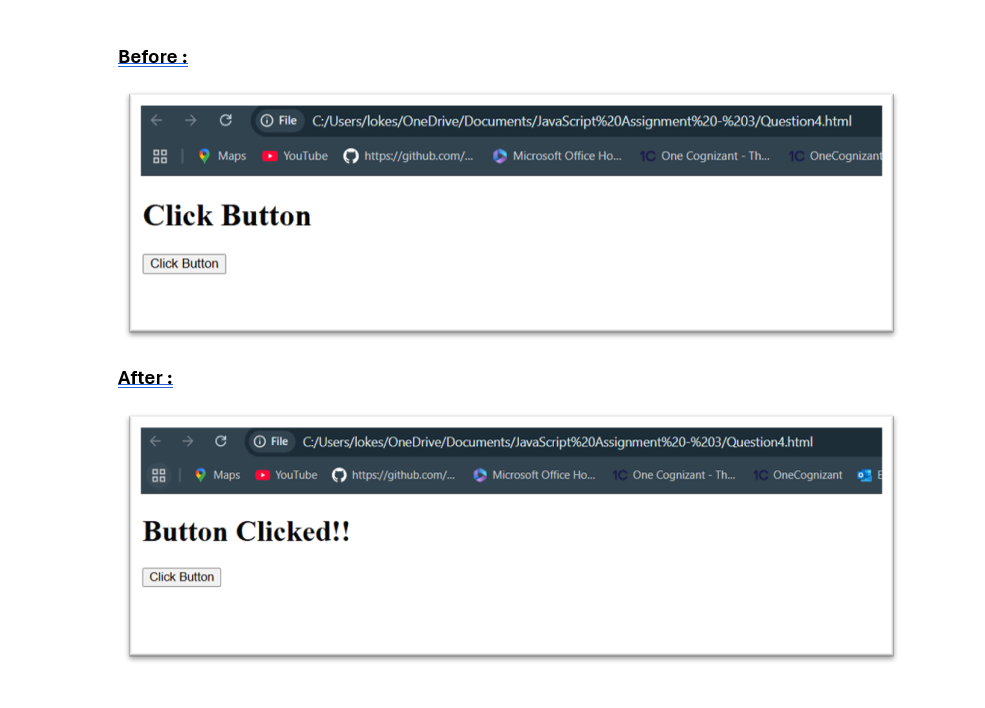 Before :
File C:/Users/lokes/OneDrive/Documents/JavaScript%20Assignment%20-%203/Question4.html
Maps YouTube https://github.com/... Microsoft Office Ho... 1C One Cognizant - Th... 1C OneCognizant
Click Button
Click Button
After :
File C:/Users/lokes/OneDrive/Documents/JavaScript%20Assignment%20-%203/Question4.html
Maps YouTube https://github.com/... Microsoft Office Ho... 1C One Cognizant - Th... 1C OneCognizant
Button Clicked!!
Click Button